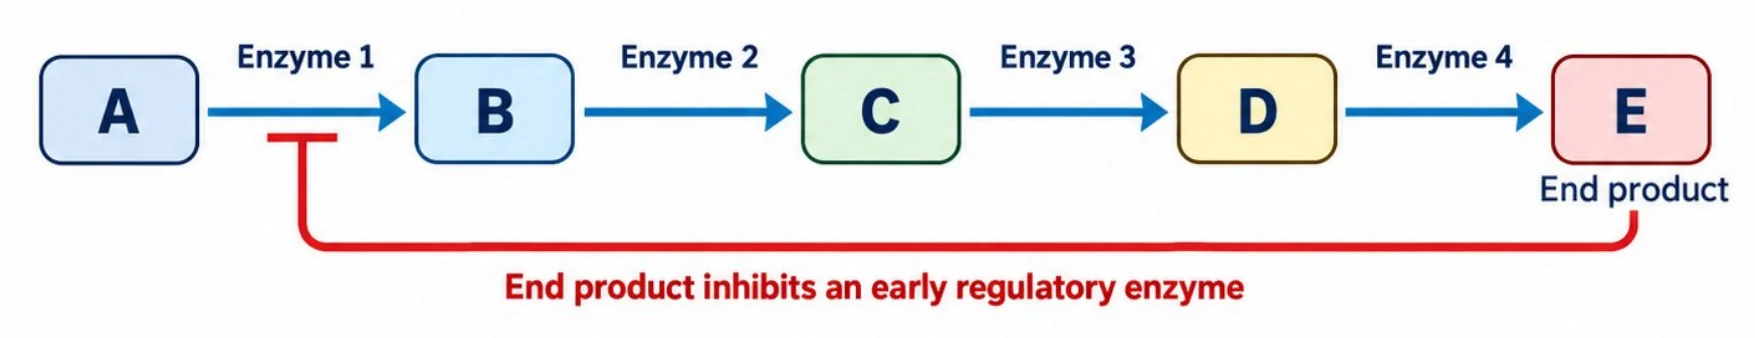 Enzyme 1
Enzyme 2
Enzyme 3
Enzyme 4
A
B
C
D
E
End product
End product inhibits an early regulatory enzyme